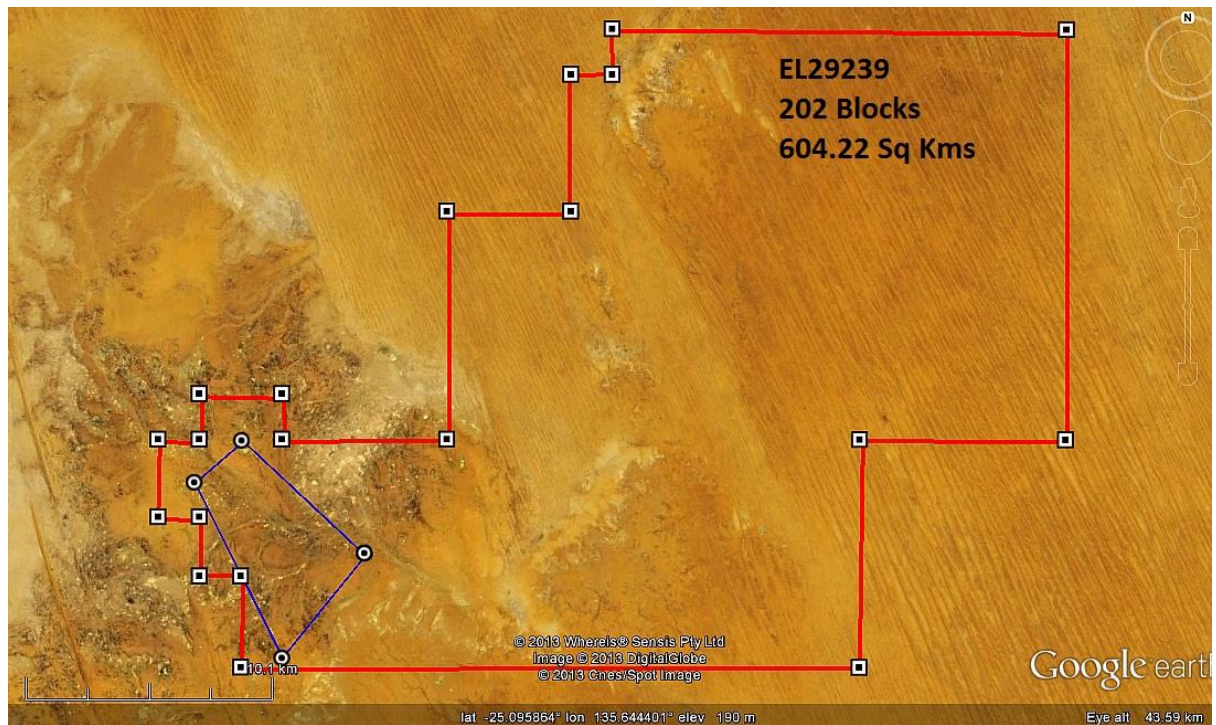 N
EL29239
202 Blocks
604.22 Sq Kms
© 2013 Whereis® Sensis Pty Ltd
Image © 2013 DigitalGlobe
© 2013 Cnes/Spot Image
10.1 km
Google earth
lat -25.095864° lon 135.644401° elev 190 m
Eye alt 43.59 km